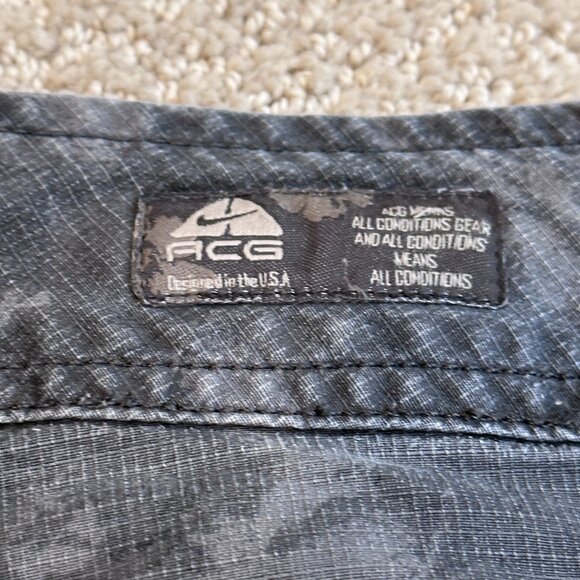 ACG
Designed in the U.S.A
ACG MEANS
ALL CONDITIONS GEAR
AND ALL CONDITIONS
MEANS
ALL CONDITIONS